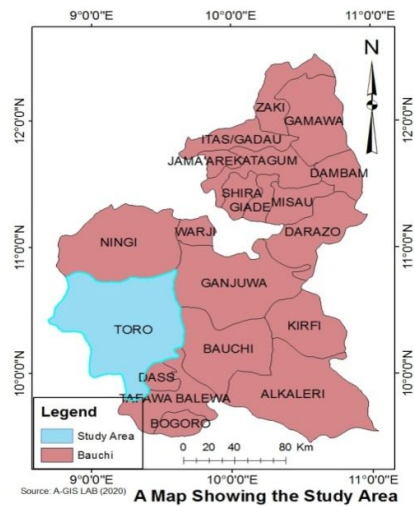 9°0'0"E 10°0'0"E 11°0'0"E
N
12°0'0"N 12°0'0"N
ZAKI
GAMAWA
ITAS/GADAU
JAMA'AREKATAGUM
DAMBAM
SHIRA
MISAU
GIADE
WARJI
DARAZO
NINGI
11°0'0"N 11°0'0"N
GANJUWA
TORO
KIRFI
BAUCHI
10°0'0"N 10°0'0"N
DASS
ALKALERI
TAFAWA BALEWA
BOGORO
Legend
Study Area
Bauchi
0 20 40 80 Km
9°0'0"E 10°0'0"E 11°0'0"E
Source: A-GIS LAB (2020)
A Map Showing the Study Area